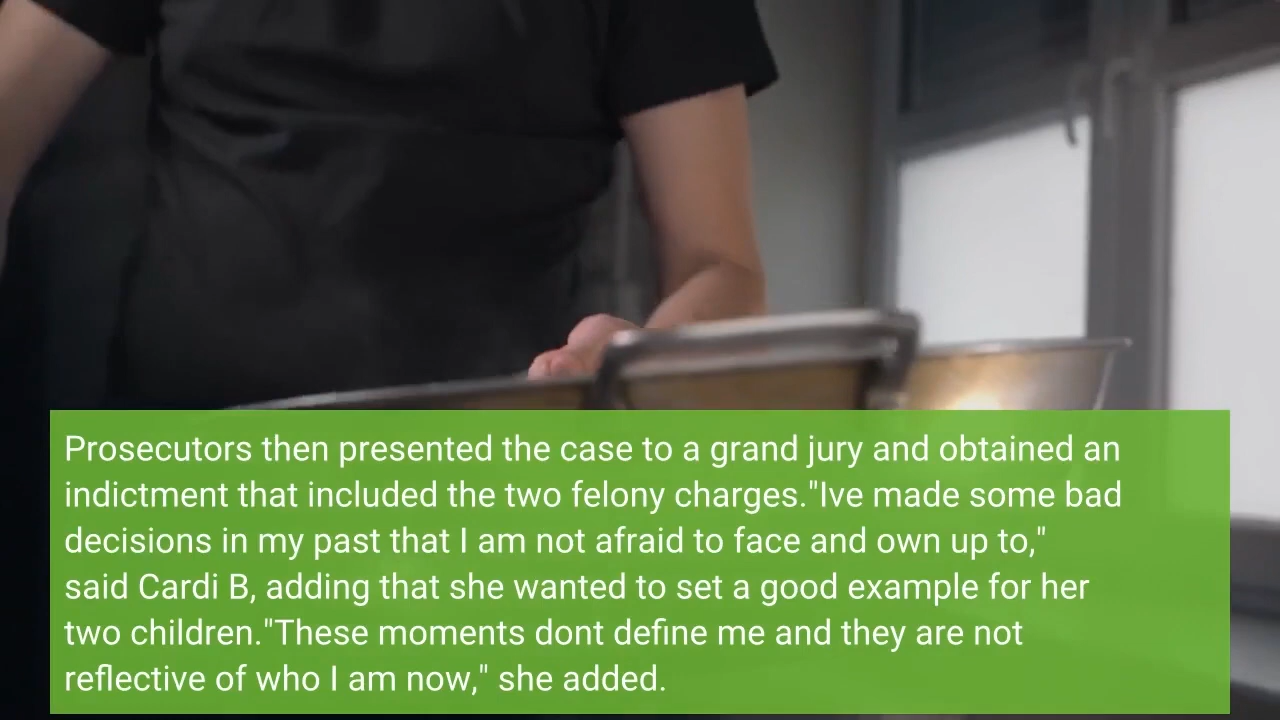 Prosecutors then presented the case to a grand jury and obtained an
indictment that included the two felony charges."Ive made some bad
decisions in my past that I am not afraid to face and own up to,"
said Cardi B, adding that she wanted to set a good example for her
two children."These moments dont define me and they are not
reflective of who I am now," she added.